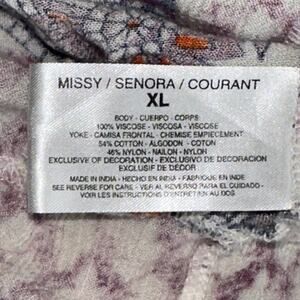 MISSY / SENORA / COURANT
XL
BODY - CUERPO - CORPS
100% VISCOSE - VISCOSA - VISCOSE
YOKE - CAMISA FRONTAL - CHEMISE EMPIECEMENT
54% COTTON - ALGODON - COTON
46% NYLON - NAILON - NYLON
EXCLUSIVE OF DECORATION - EXCLUSIVO DE DECORACION
EXCLUSIF DE DÉCOR
MADE IN INDIA - HECHO EN INDIA - FABRIQUE EN INDE
SEE REVERSE FOR CARE - VER AL REVERSO PARA EL CUIDADO -
VOIR LES INSTRUCTIONS D'ENTRETIEN AU DOS